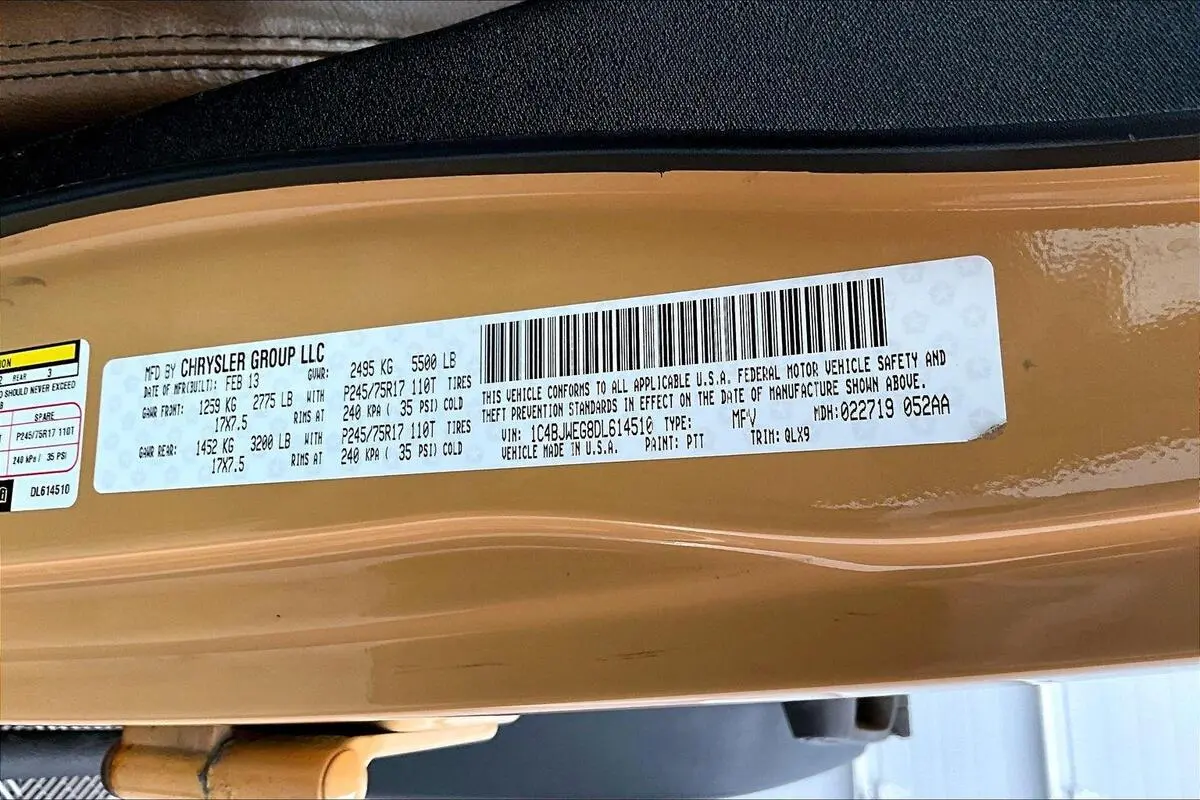 ON
2 REAR 3
D SHOULD NEVER EXCEED
B
SPARE
T P245/75R17 110T
240 kPa / 35 PSI
DL614510
MFD BY CHRYSLER GROUP LLC
DATE OF MFR(BUILT): FEB 13 GVWR: 2495 KG 5500 LB
GAWR FRONT: 1259 KG 2775 LB WITH P245/75R17 110T TIRES
17X7.5 RIMS AT 240 KPA ( 35 PSI) COLD
GAWR REAR: 1452 KG 3200 LB WITH P245/75R17 110T TIRES
17X7.5 RIMS AT 240 KPA ( 35 PSI) COLD
THIS VEHICLE CONFORMS TO ALL APPLICABLE U.S.A. FEDERAL MOTOR VEHICLE SAFETY AND
THEFT PREVENTION STANDARDS IN EFFECT ON THE DATE OF MANUFACTURE SHOWN ABOVE.
VIN: 1C4BJWEG8DL614510 TYPE: MPV MDH:022719 052AA
VEHICLE MADE IN U.S.A. PAINT: PTT TRIM: QLX9